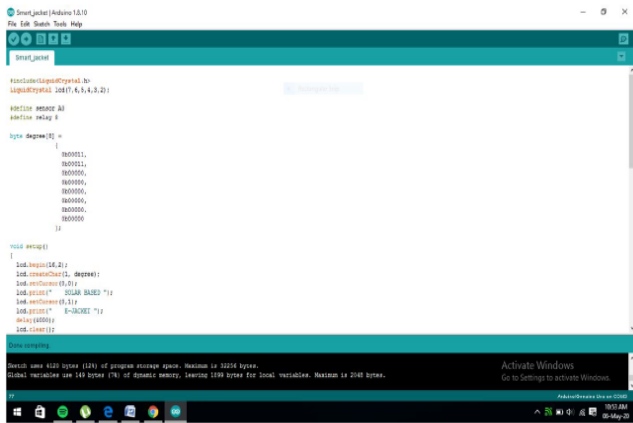 Smart_jacket | Arduino 1.8.10
File Edit Sketch Tools Help
Smart_jacket
#include<LiquidCrystal.h>
LiquidCrystal lcd(7,6,5,4,3,2);
#define sensor A0
#define relay 8
byte degree[8] =
{
0b00011,
0b00011,
0b00000,
0b00000,
0b00000,
0b00000,
0b00000,
0b00000
};
void setup()
{
lcd.begin(16,2);
lcd.createChar(1, degree);
lcd.setCursor(0,0);
lcd.print(" SOLAR BASED ");
lcd.setCursor(0,1);
lcd.print(" E-JACKET ");
delay(4000);
lcd.clear();
Done compiling.
Sketch uses 4120 bytes (12%) of program storage space. Maximum is 32256 bytes.
Global variables use 149 bytes (7%) of dynamic memory, leaving 1899 bytes for local variables. Maximum is 2048 bytes.
Activate Windows
Go to Settings to activate Windows.
Arduino/Genuino Uno on COM3
10:53 AM
06-May-20